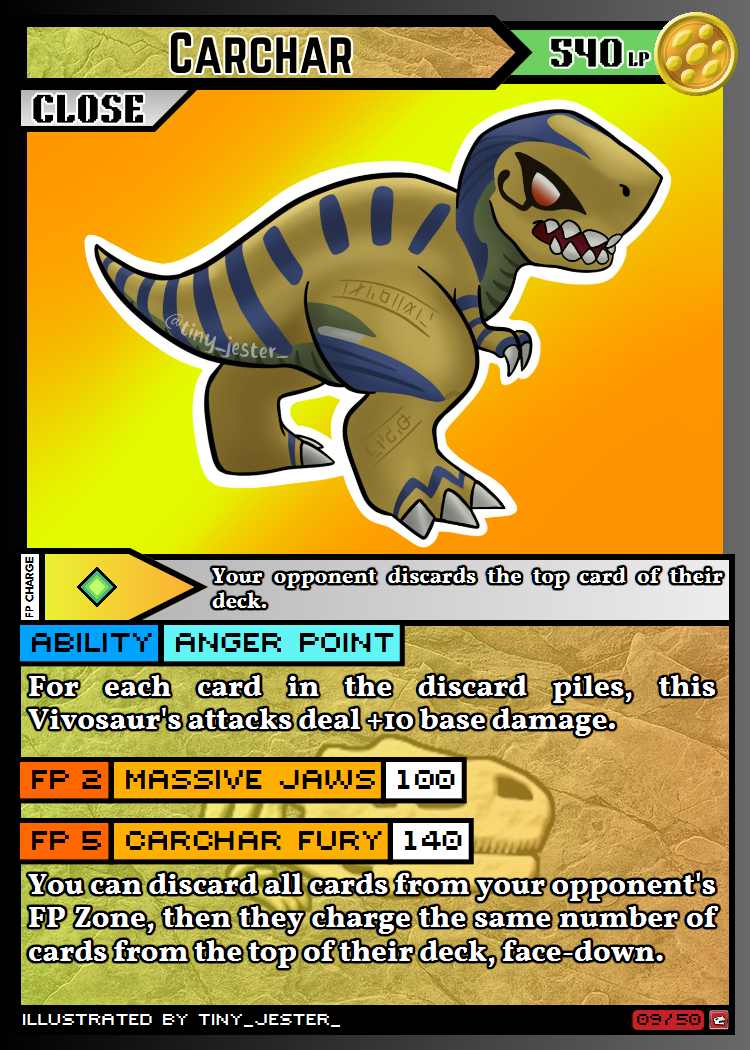 CARCHAR
540 LP
CLOSE
@tiny_jester_
FP CHARGE
Your opponent discards the top card of their
deck.
ABILITY ANGER POINT
For each card in the discard piles, this
Vivosaur's attacks deal +10 base damage.
FP 2 MASSIVE JAWS 100
FP 5 CARCHAR FURY 140
You can discard all cards from your opponent's
FP Zone, then they charge the same number of
cards from the top of their deck, face-down.
ILLUSTRATED BY TINY_JESTER_
09/50